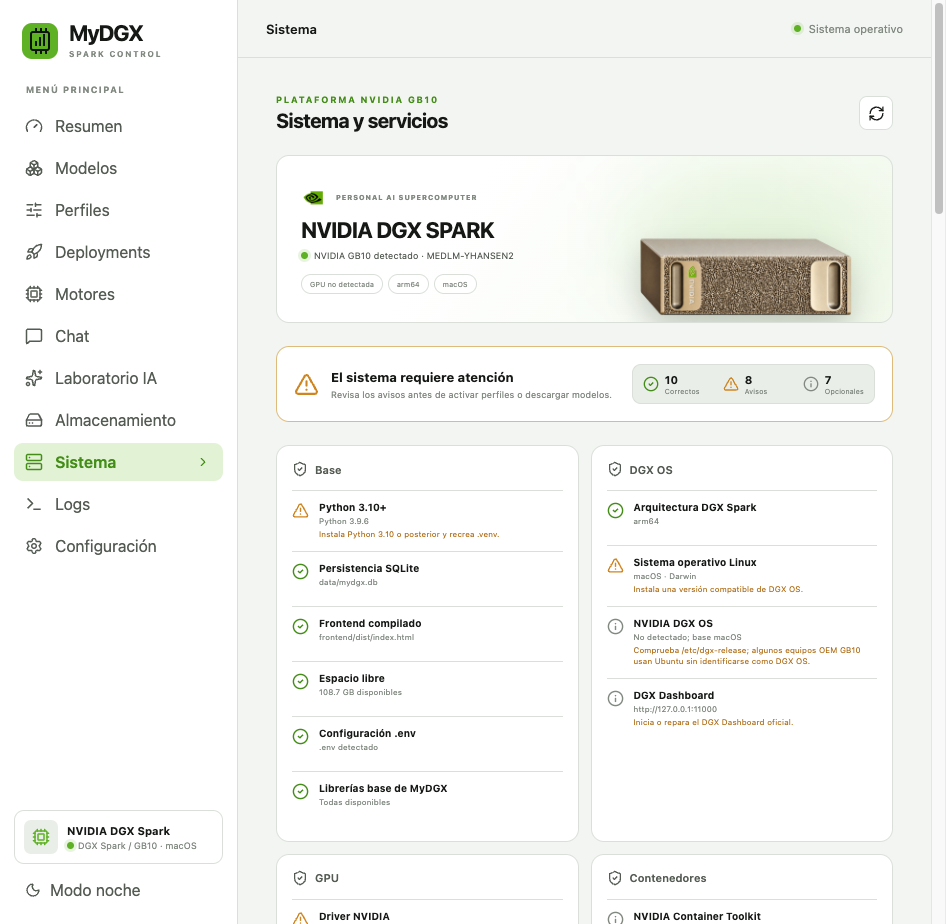 MyDGX
SPARK CONTROL
MENÚ PRINCIPAL
Resumen
Modelos
Perfiles
Deployments
Motores
Chat
Laboratorio IA
Almacenamiento
Sistema
Logs
Configuración
NVIDIA DGX Spark
DGX Spark / GB10 · macOS
Modo noche
Sistema
Sistema operativo
PLATAFORMA NVIDIA GB10
Sistema y servicios
PERSONAL AI SUPERCOMPUTER
NVIDIA DGX SPARK
NVIDIA GB10 detectado · MEDLM-YHANSEN2
GPU no detectada
arm64
macOS
El sistema requiere atención
Revisa los avisos antes de activar perfiles o descargar modelos.
10
Correctos
8
Avisos
7
Opcionales
Base
Python 3.10+
Python 3.9.6
Instala Python 3.10 o posterior y recrea .venv.
Persistencia SQLite
data/mydgx.db
Frontend compilado
frontend/dist/index.html
Espacio libre
108.7 GB disponibles
Configuración .env
.env detectado
Librerías base de MyDGX
Todas disponibles
DGX OS
Arquitectura DGX Spark
arm64
Sistema operativo Linux
macOS · Darwin
Instala una versión compatible de DGX OS.
NVIDIA DGX OS
No detectado; base macOS
Comprueba /etc/dgx-release; algunos equipos OEM GB10
usan Ubuntu sin identificarse como DGX OS.
DGX Dashboard
http://127.0.0.1:11000
Inicia o repara el DGX Dashboard oficial.
GPU
Driver NVIDIA
Contenedores
NVIDIA Container Toolkit